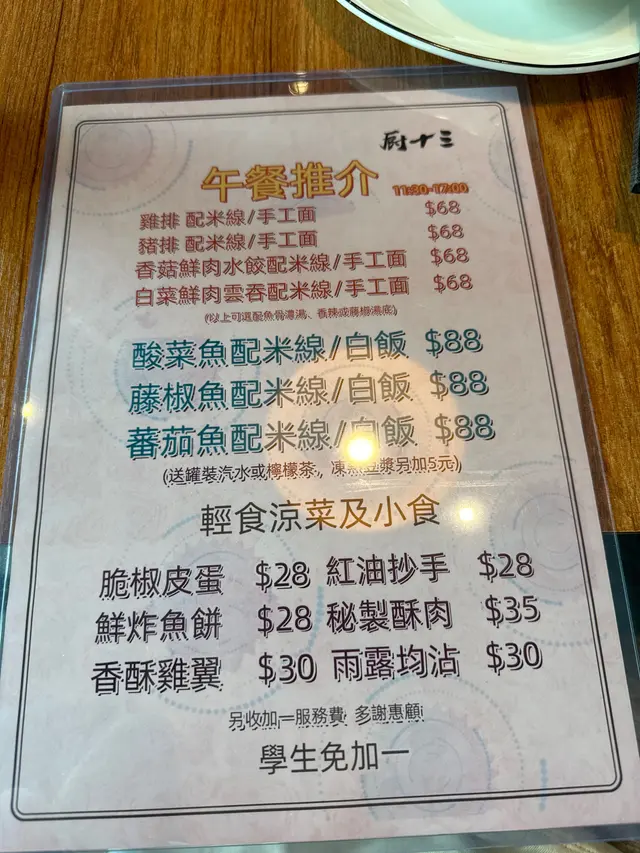 厨十三
午餐推介 11:30-17:00
雞排 配米線/手工面 $68
豬排 配米線/手工面 $68
香菇鮮肉水餃配米線/手工面 $68
白菜鮮肉雲吞配米線/手工面 $68
(以上可選配魚骨濃湯、香辣或藤椒湯底)
酸菜魚配米線/白飯 $88
藤椒魚配米線/白飯 $88
蕃茄魚配米線/白飯 $88
(送罐裝汽水或檸檬茶，凍熱豆漿另加5元)
輕食涼菜及小食
脆椒皮蛋 $28 紅油抄手 $28
鮮炸魚餅 $28 秘製酥肉 $35
香酥雞翼 $30 雨露均沾 $30
另收加一服務費 多謝惠顧
學生免加一